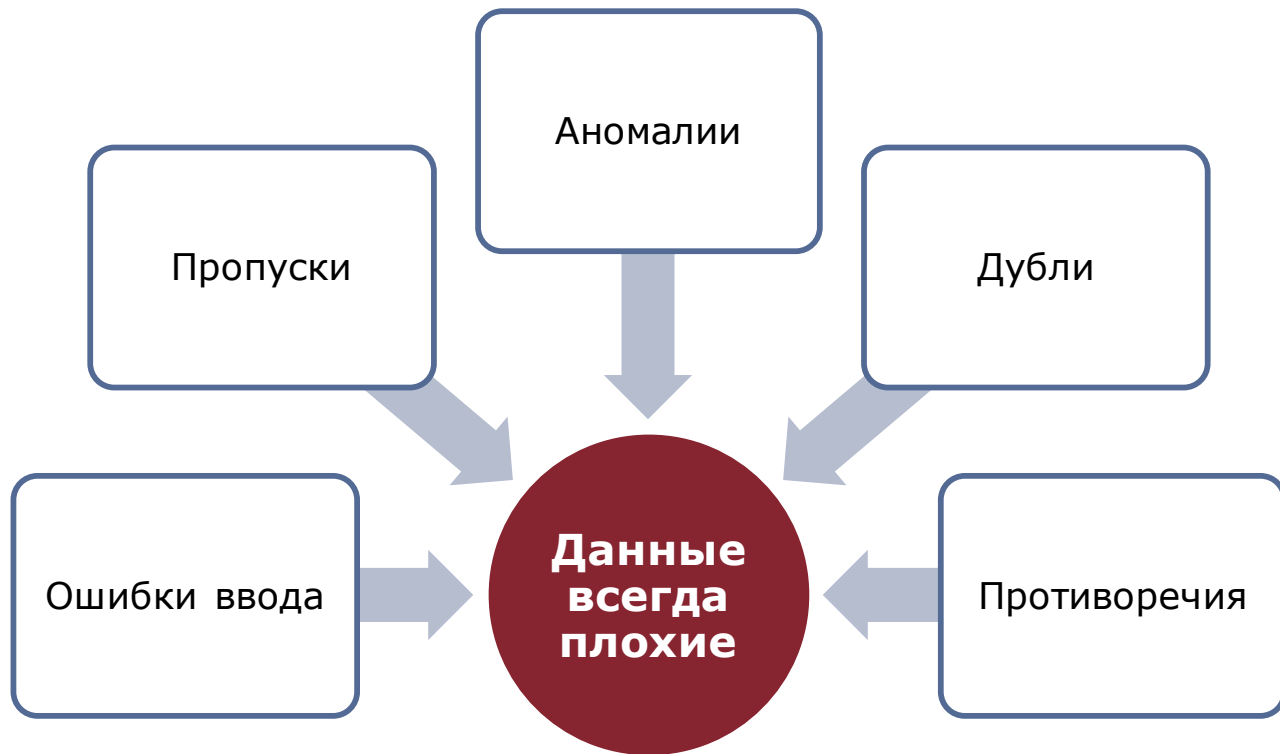 Аномалии
Пропуски
Дубли
Ошибки ввода
Данные
всегда
плохие
Противоречия